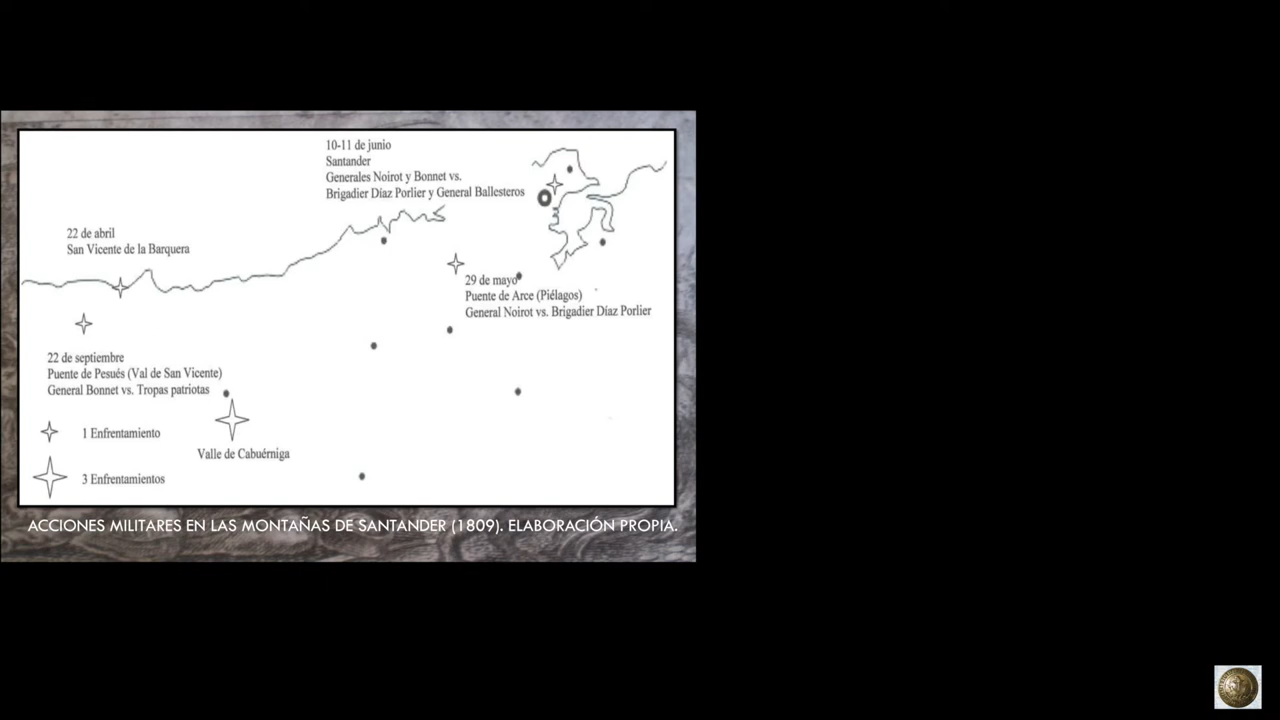 10-11 de junio
Santander
Generales Noirot y Bonnet vs.
Brigadier Díaz Porlier y General Ballesteros
22 de abril
San Vicente de la Barquera
29 de mayo
Puente de Arce (Piélagos)
General Noirot vs. Brigadier Díaz Porlier
22 de septiembre
Puente de Pesués (Val de San Vicente)
General Bonnet vs. Tropas patriotas
1 Enfrentamiento
Valle de Cabuérniga
3 Enfrentamientos
ACCIONES MILITARES EN LAS MONTAÑAS DE SANTANDER (1809). ELABORACIÓN PROPIA.